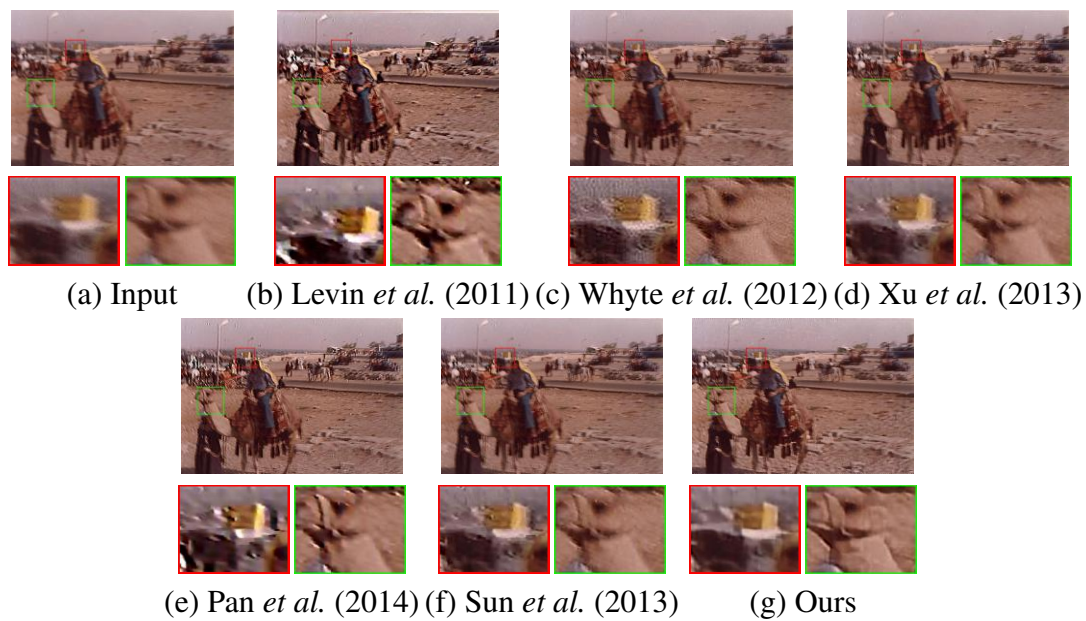 (a) Input (b) Levin et al. (2011) (c) Whyte et al. (2012) (d) Xu et al. (2013)
(e) Pan et al. (2014) (f) Sun et al. (2013) (g) Ours